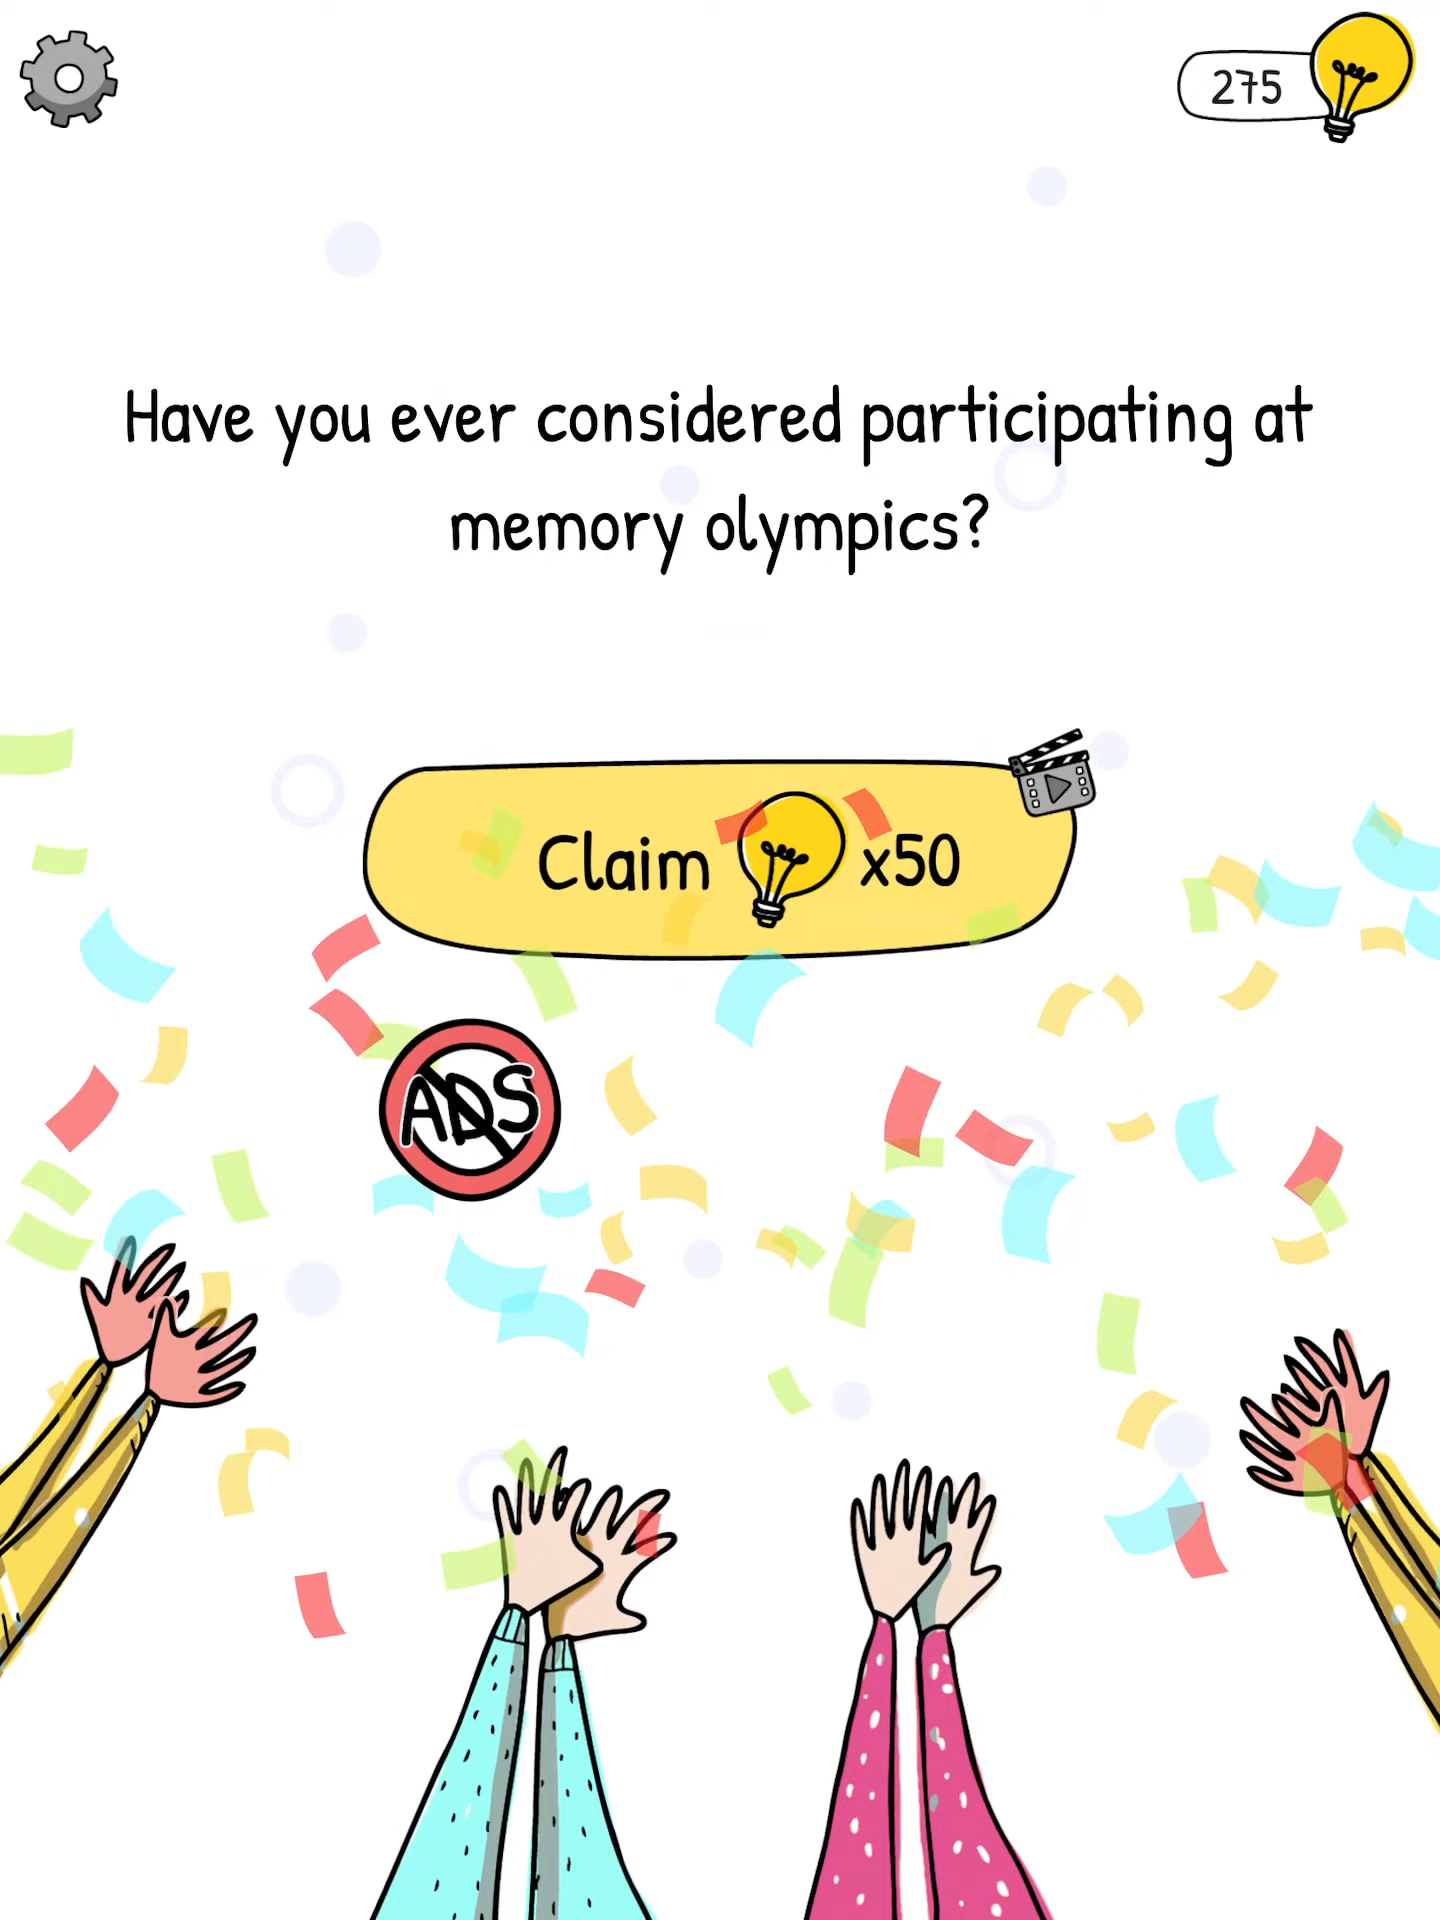 275
Have you ever considered participating at
memory olympics?
Claim x50
ADS